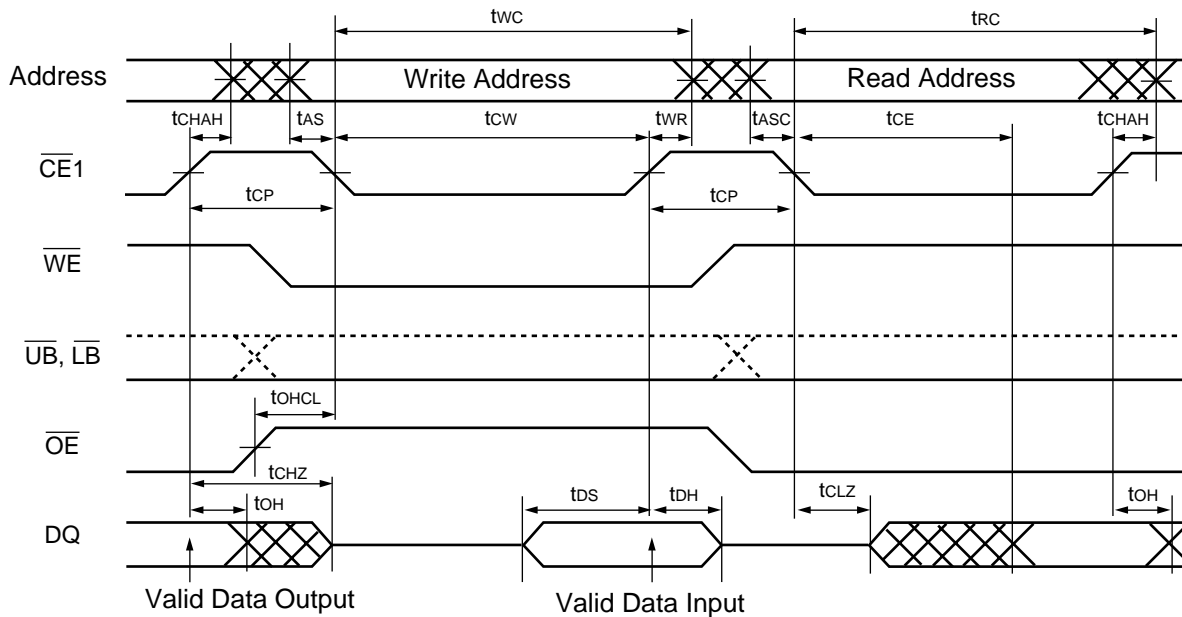 tWC tRC
Address Write Address Read Address
tCHAH tAS tCW tWR tASC tCE tCHAH
CE1
tCP tCP
WE
UB, LB
tOHCL
OE
tCHZ
tOH tDS tDH tCLZ tOH
DQ
Valid Data Output Valid Data Input